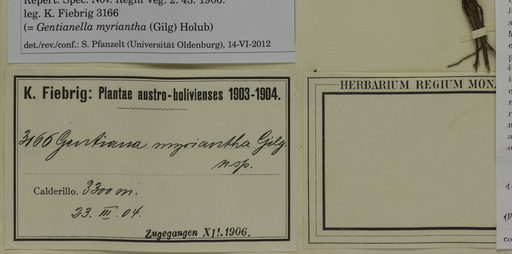 Repert. Spec. Nov. Regni Veg. 2: 43. 1906.
leg. K. Fiebrig 3166
(= Gentianella myriantha (Gilg) Holub)
det./rev./conf.: S. Pfanzelt (Universität Oldenburg), 14-VI-2012
K. Fiebrig: Plantae austro-bolivienses 1903-1904.
3166 Gentiana myriantha Gilg
n. sp.
Calderillo. 3300 m.
23. III. 04.
Zugegangen XII. 1906.
HERBARIUM REGIUM MON